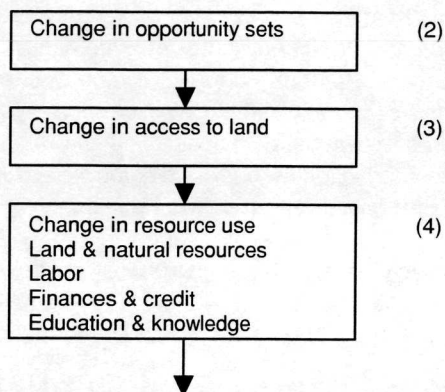 Change in opportunity sets (2)
Change in access to land (3)
Change in resource use (4)
Land & natural resources
Labor
Finances & credit
Education & knowledge